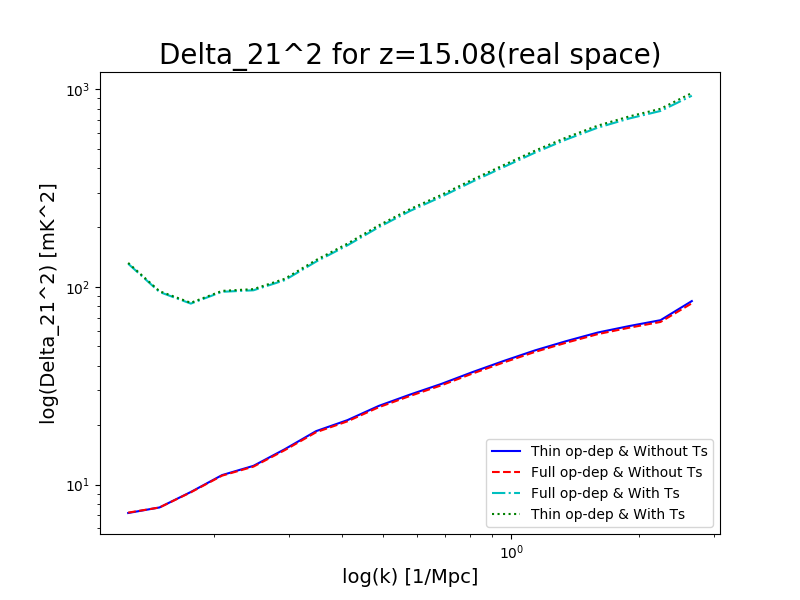 Delta_21^2 for z=15.08(real space)
log(Delta_21^2) [mK^2]
10^3
10^2
10^1
Thin op-dep & Without Ts
Full op-dep & Without Ts
Full op-dep & With Ts
Thin op-dep & With Ts
10^0
log(k) [1/Mpc]